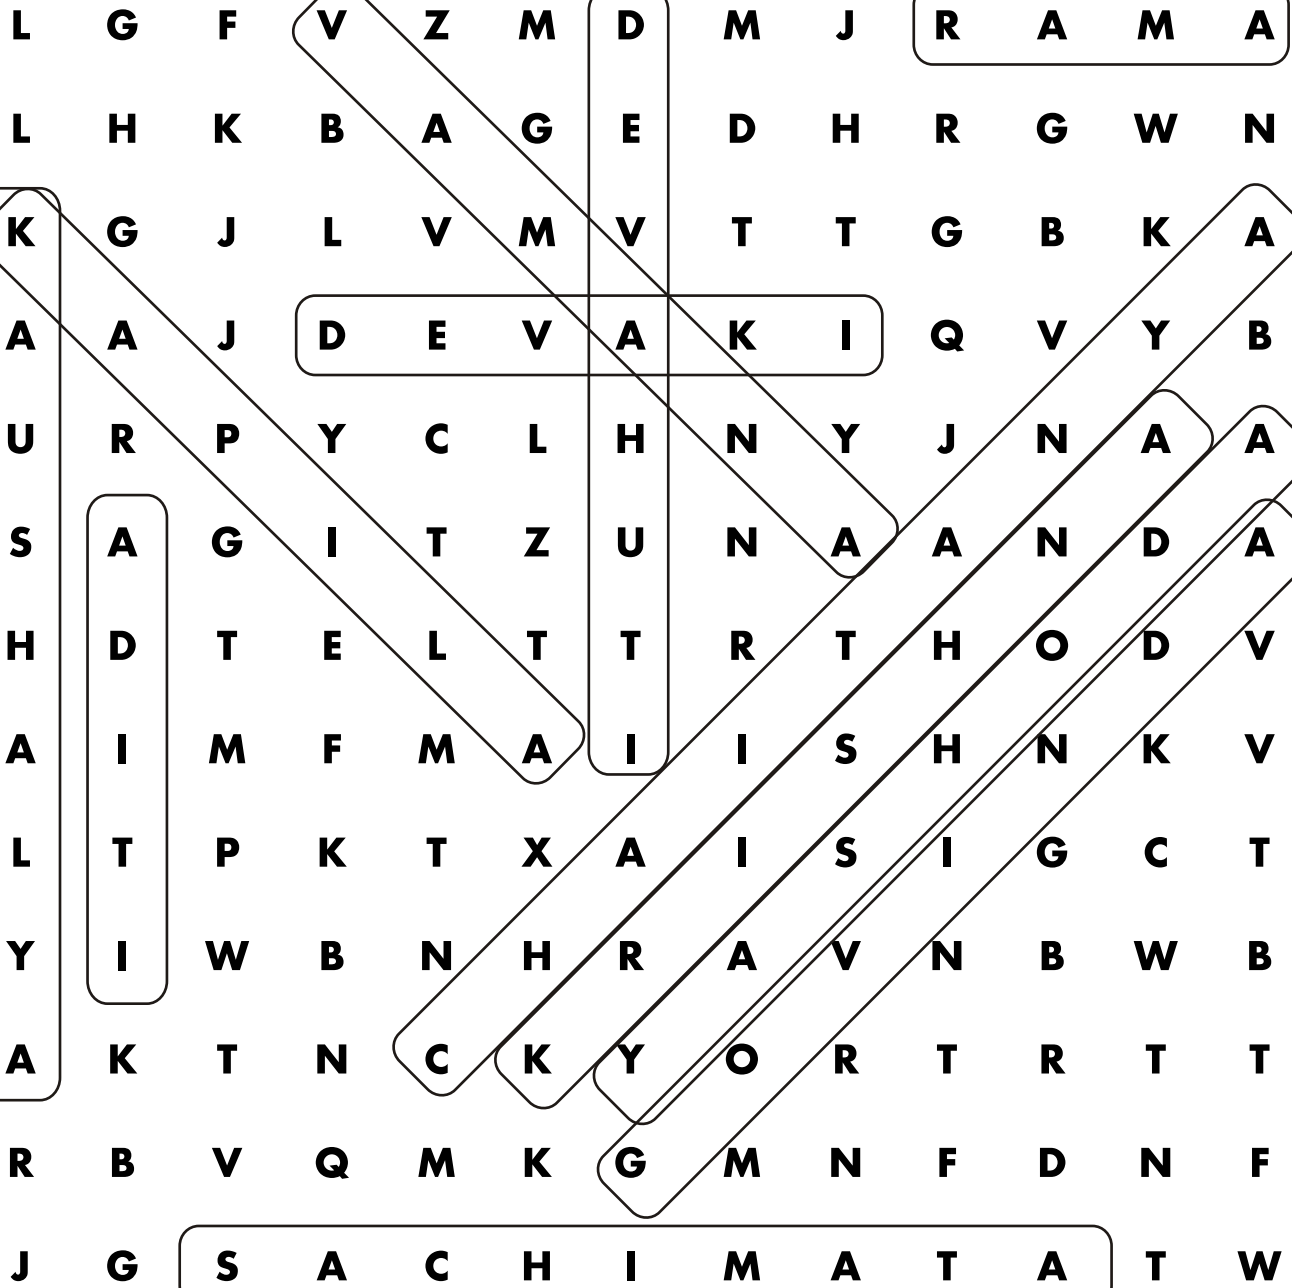 L G F V Z M D M J R A M A
L H K B A G E D H R G W N
K G J L V M V T T G B K A
A A J D E V A K I Q V Y B
U R P Y C L H N Y J N A A
S A G I T Z U N A A N D A
H D T E L T T R T H O D V
A I M F M A I I S H N K V
L T P K T X A I S I G C T
Y I W B N H R A V N B W B
A K T N C K Y O R T R T T
R B V Q M K G M N F D N F
J G S A C H I M A T A T W